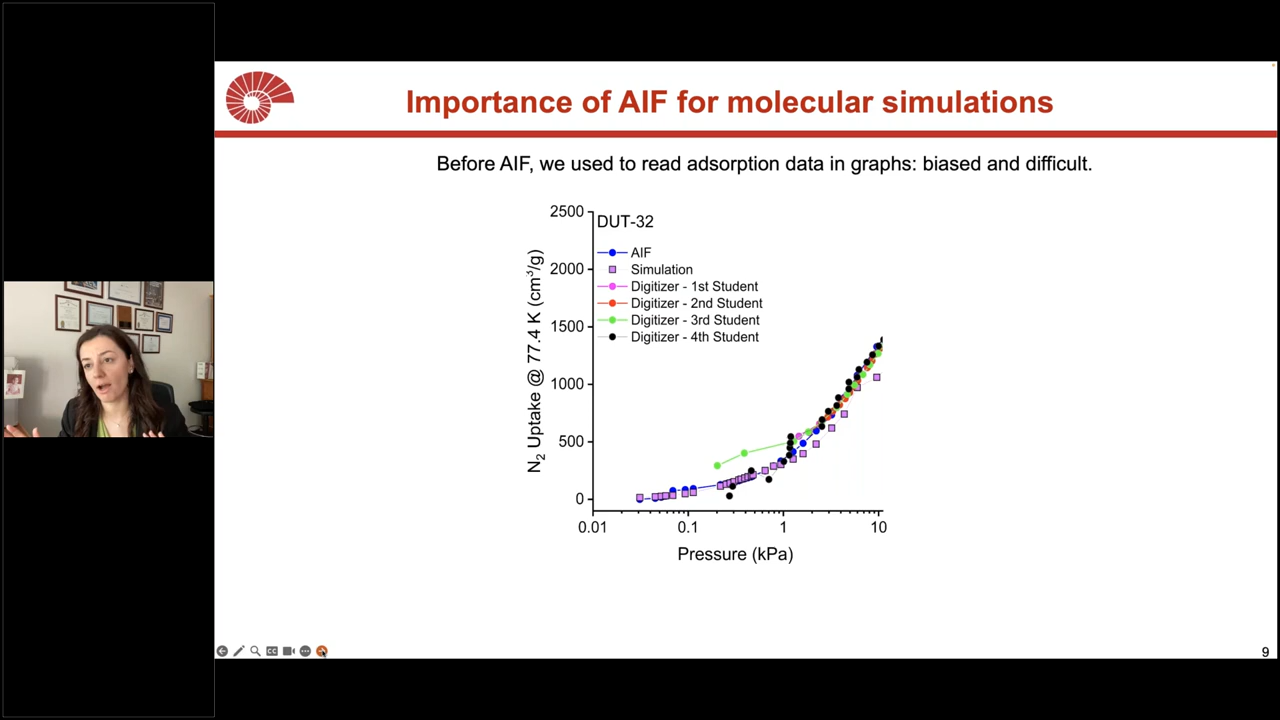 Importance of AIF for molecular simulations
Before AIF, we used to read adsorption data in graphs: biased and difficult.
DUT-32
AIF
Simulation
Digitizer - 1st Student
Digitizer - 2nd Student
Digitizer - 3rd Student
Digitizer - 4th Student
N₂ Uptake @ 77.4 K (cm³/g)
2500
2000
1500
1000
500
0
0.01 0.1 1 10
Pressure (kPa)
CC
9